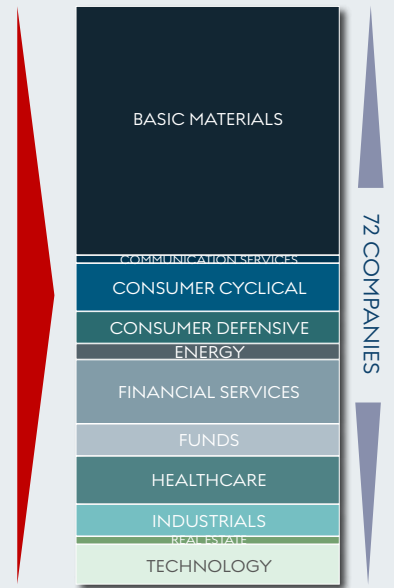 BASIC MATERIALS
COMMUNICATION SERVICES
CONSUMER CYCLICAL
CONSUMER DEFENSIVE
ENERGY
FINANCIAL SERVICES
FUNDS
HEALTHCARE
INDUSTRIALS
REAL ESTATE
TECHNOLOGY
72 COMPANIES